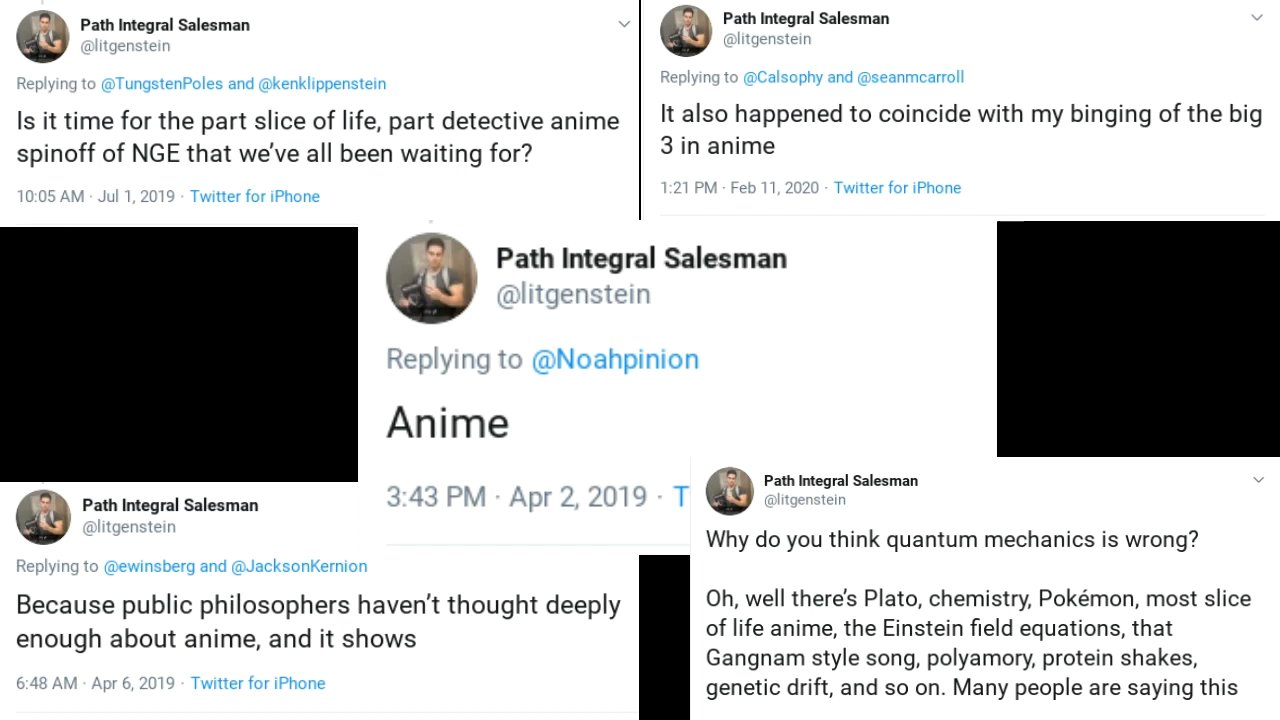 Path Integral Salesman
@litgenstein
Replying to @TungstenPoles and @kenklippenstein
Is it time for the part slice of life, part detective anime
spinoff of NGE that we’ve all been waiting for?
10:05 AM · Jul 1, 2019 · Twitter for iPhone
Path Integral Salesman
@litgenstein
Replying to @Calsophy and @seanmcarroll
It also happened to coincide with my binging of the big
3 in anime
1:21 PM · Feb 11, 2020 · Twitter for iPhone
Path Integral Salesman
@litgenstein
Replying to @Noahpinion
Anime
3:43 PM · Apr 2, 2019 · T
Path Integral Salesman
@litgenstein
Replying to @ewinsberg and @JacksonKernion
Because public philosophers haven’t thought deeply
enough about anime, and it shows
6:48 AM · Apr 6, 2019 · Twitter for iPhone
Path Integral Salesman
@litgenstein
Why do you think quantum mechanics is wrong?
Oh, well there’s Plato, chemistry, Pokémon, most slice
of life anime, the Einstein field equations, that
Gangnam style song, polyamory, protein shakes,
genetic drift, and so on. Many people are saying this